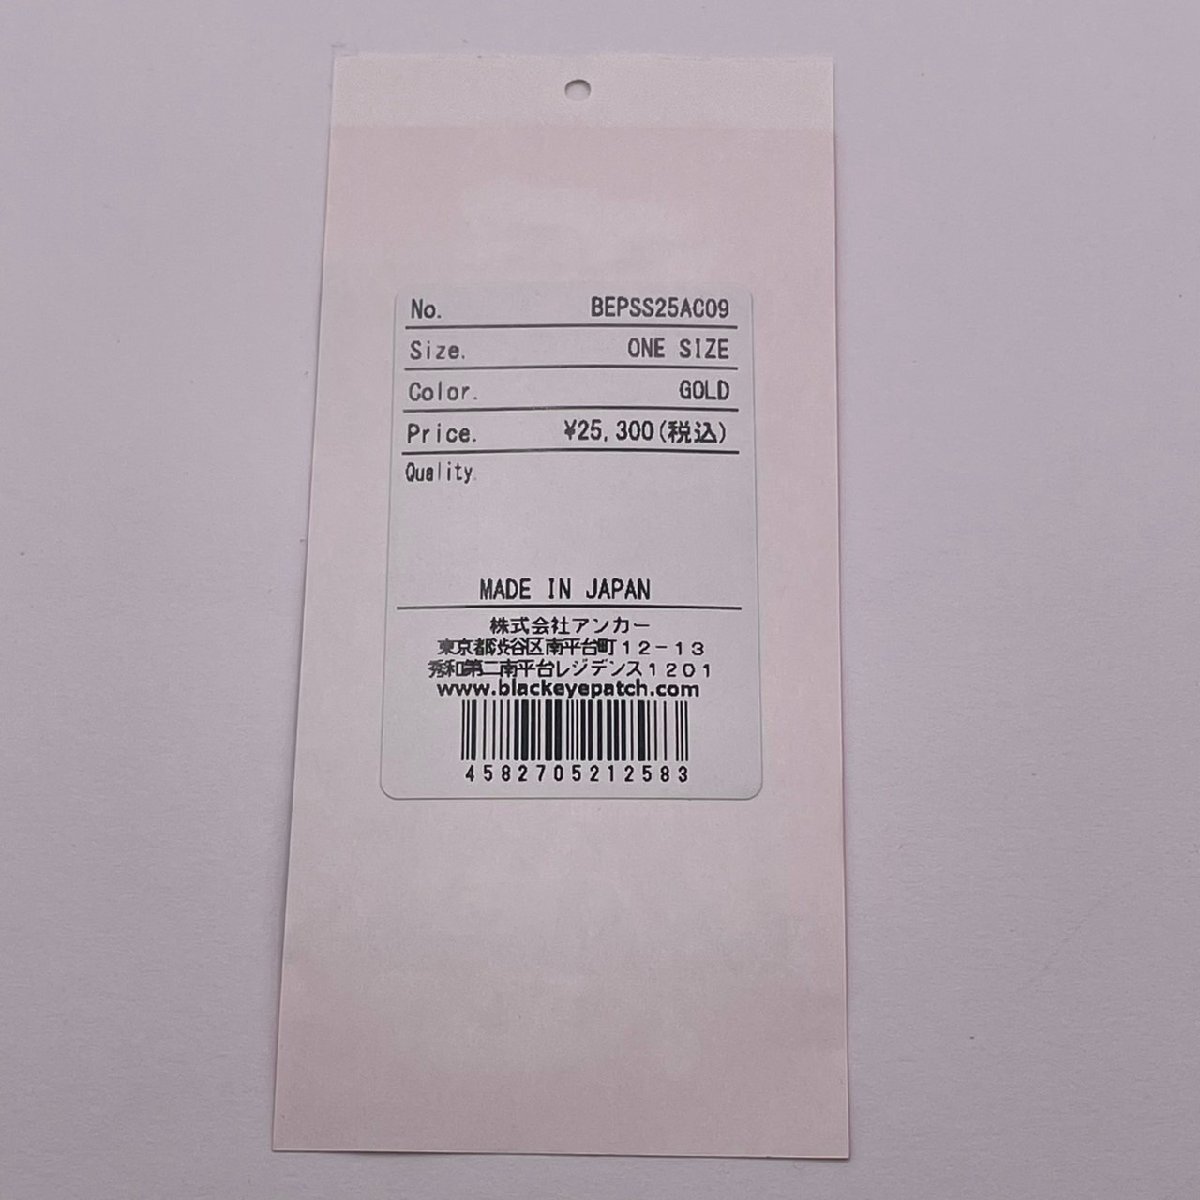 No. BEPSS25AC09
Size. ONE SIZE
Color. GOLD
Price. ¥25,300(税込)
Quality.
MADE IN JAPAN
株式会社アンカー
東京都渋谷区南平台町１２－１３
秀和第二南平台レジデンス１２０１
www.blackeyepatch.com
4582705212583